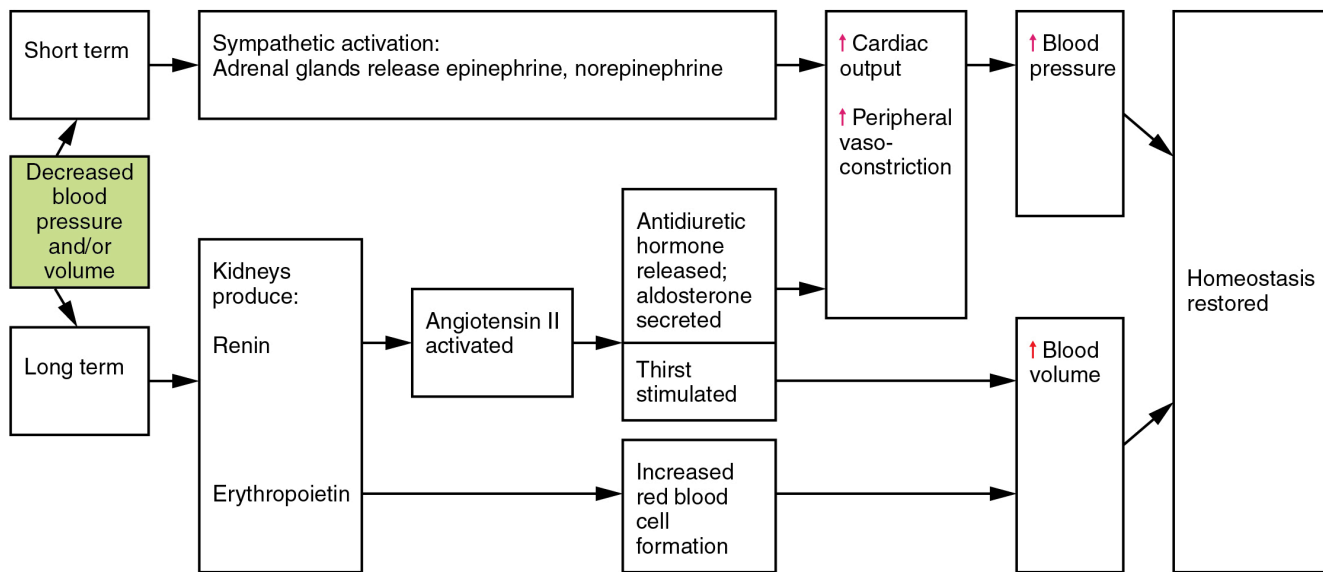 Short term
Sympathetic activation:
Adrenal glands release epinephrine, norepinephrine
↑ Cardiac
output
↑ Peripheral
vaso-
constriction
↑ Blood
pressure
Decreased
blood
pressure
and/or
volume
Long term
Kidneys
produce:
Renin
Erythropoietin
Angiotensin II
activated
Antidiuretic
hormone
released;
aldosterone
secreted
Thirst
stimulated
Increased
red blood
cell
formation
↑ Blood
volume
Homeostasis
restored